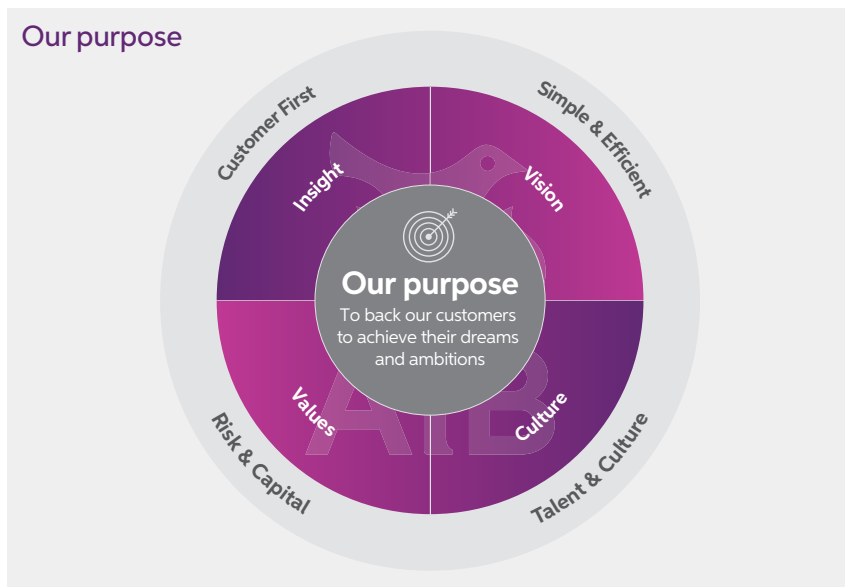 Our purpose
Customer First
Simple & Efficient
Insight
Vision
Our purpose
To back our customers
to achieve their dreams
and ambitions
Values
Culture
AIB
Risk & Capital
Talent & Culture